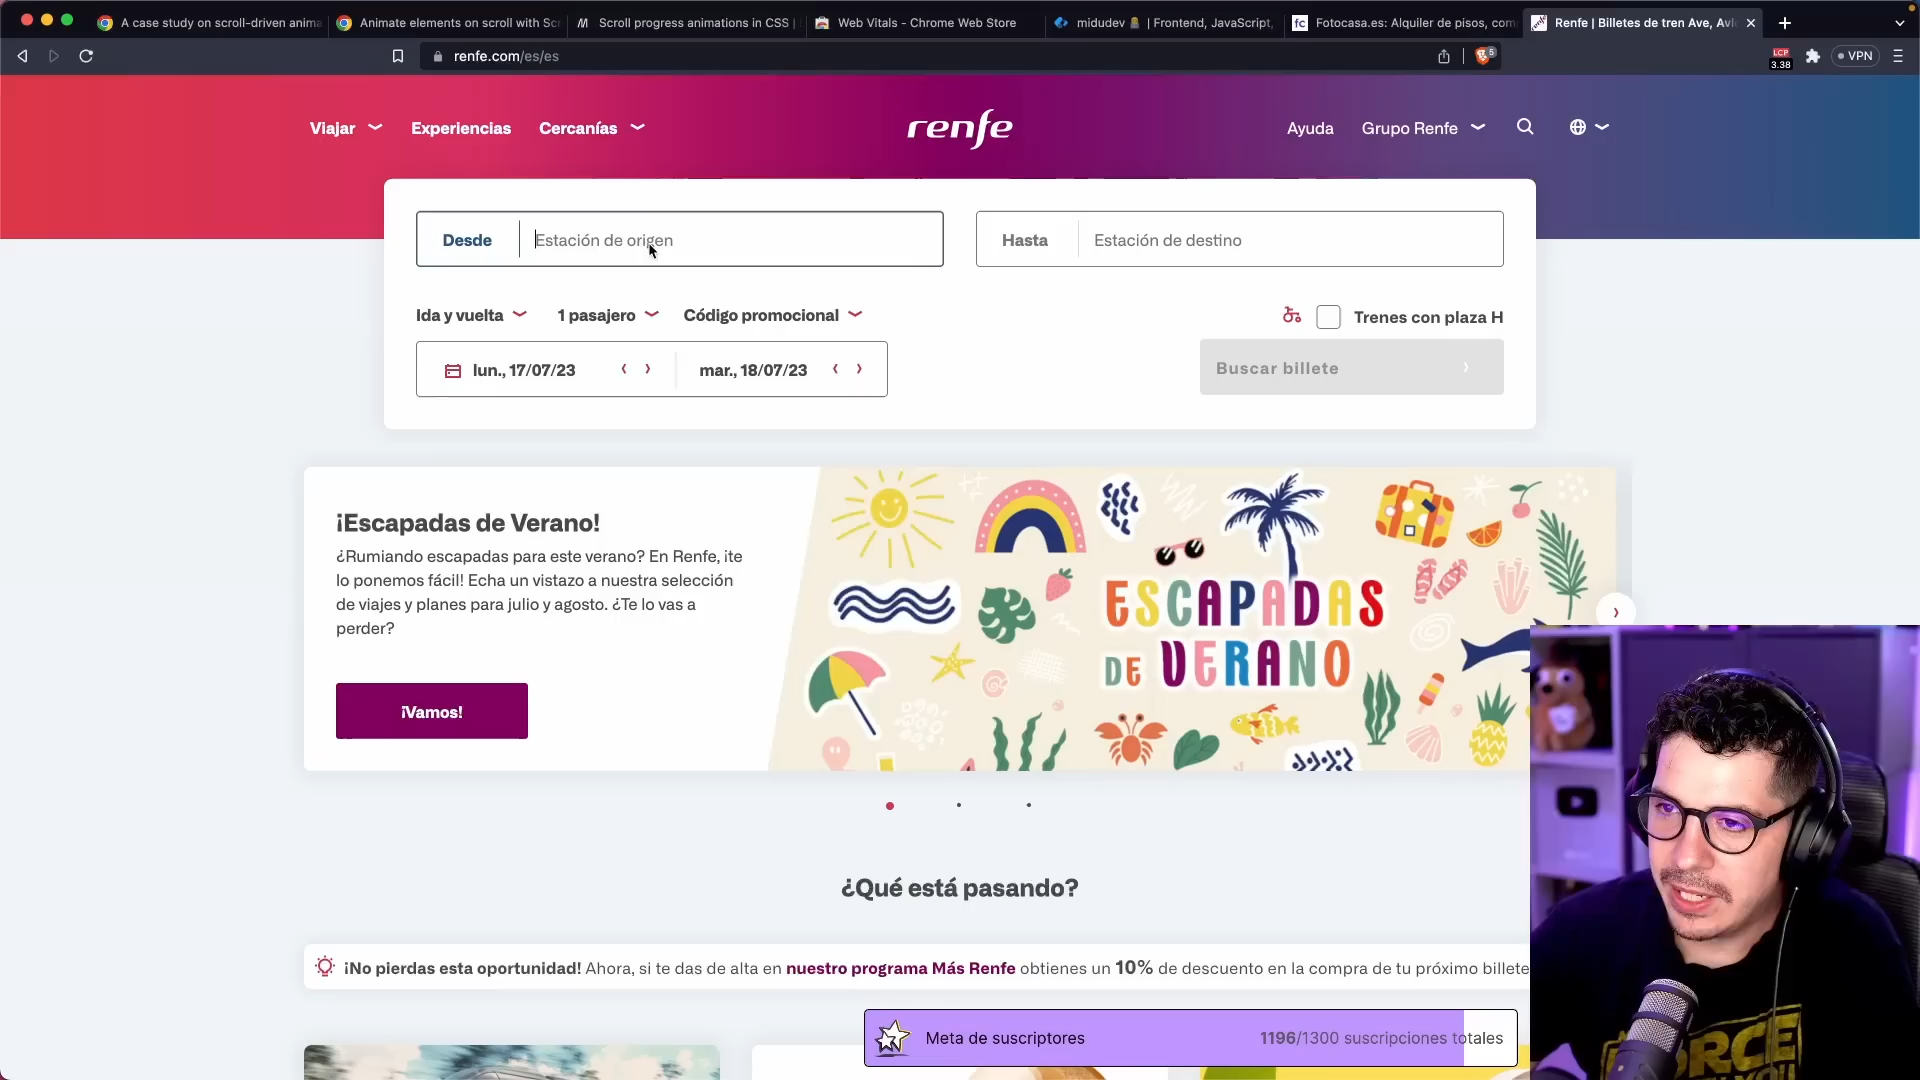 A case study on scroll-driven anima
Animate elements on scroll with Scr
Scroll progress animations in CSS |
Web Vitals - Chrome Web Store
midudev | Frontend, JavaScript,
Fotocasa.es: Alquiler de pisos, com
Renfe | Billetes de tren Ave, Avl
renfe.com/es/es
5
LCP
3.38
VPN
Viajar
Experiencias
Cercanías
renfe
Ayuda
Grupo Renfe
Desde
Estación de origen
Hasta
Estación de destino
Ida y vuelta
1 pasajero
Código promocional
Trenes con plaza H
lun., 17/07/23
mar., 18/07/23
Buscar billete
¡Escapadas de Verano!
¿Rumiando escapadas para este verano? En Renfe, ¡te
lo ponemos fácil! Echa un vistazo a nuestra selección
de viajes y planes para julio y agosto. ¿Te lo vas a
perder?
¡Vamos!
ESCAPADAS
DE VERANO
¿Qué está pasando?
¡No pierdas esta oportunidad! Ahora, si te das de alta en nuestro programa Más Renfe obtienes un 10% de descuento en la compra de tu próximo billete
Meta de suscriptores
1196/1300 suscripciones totales